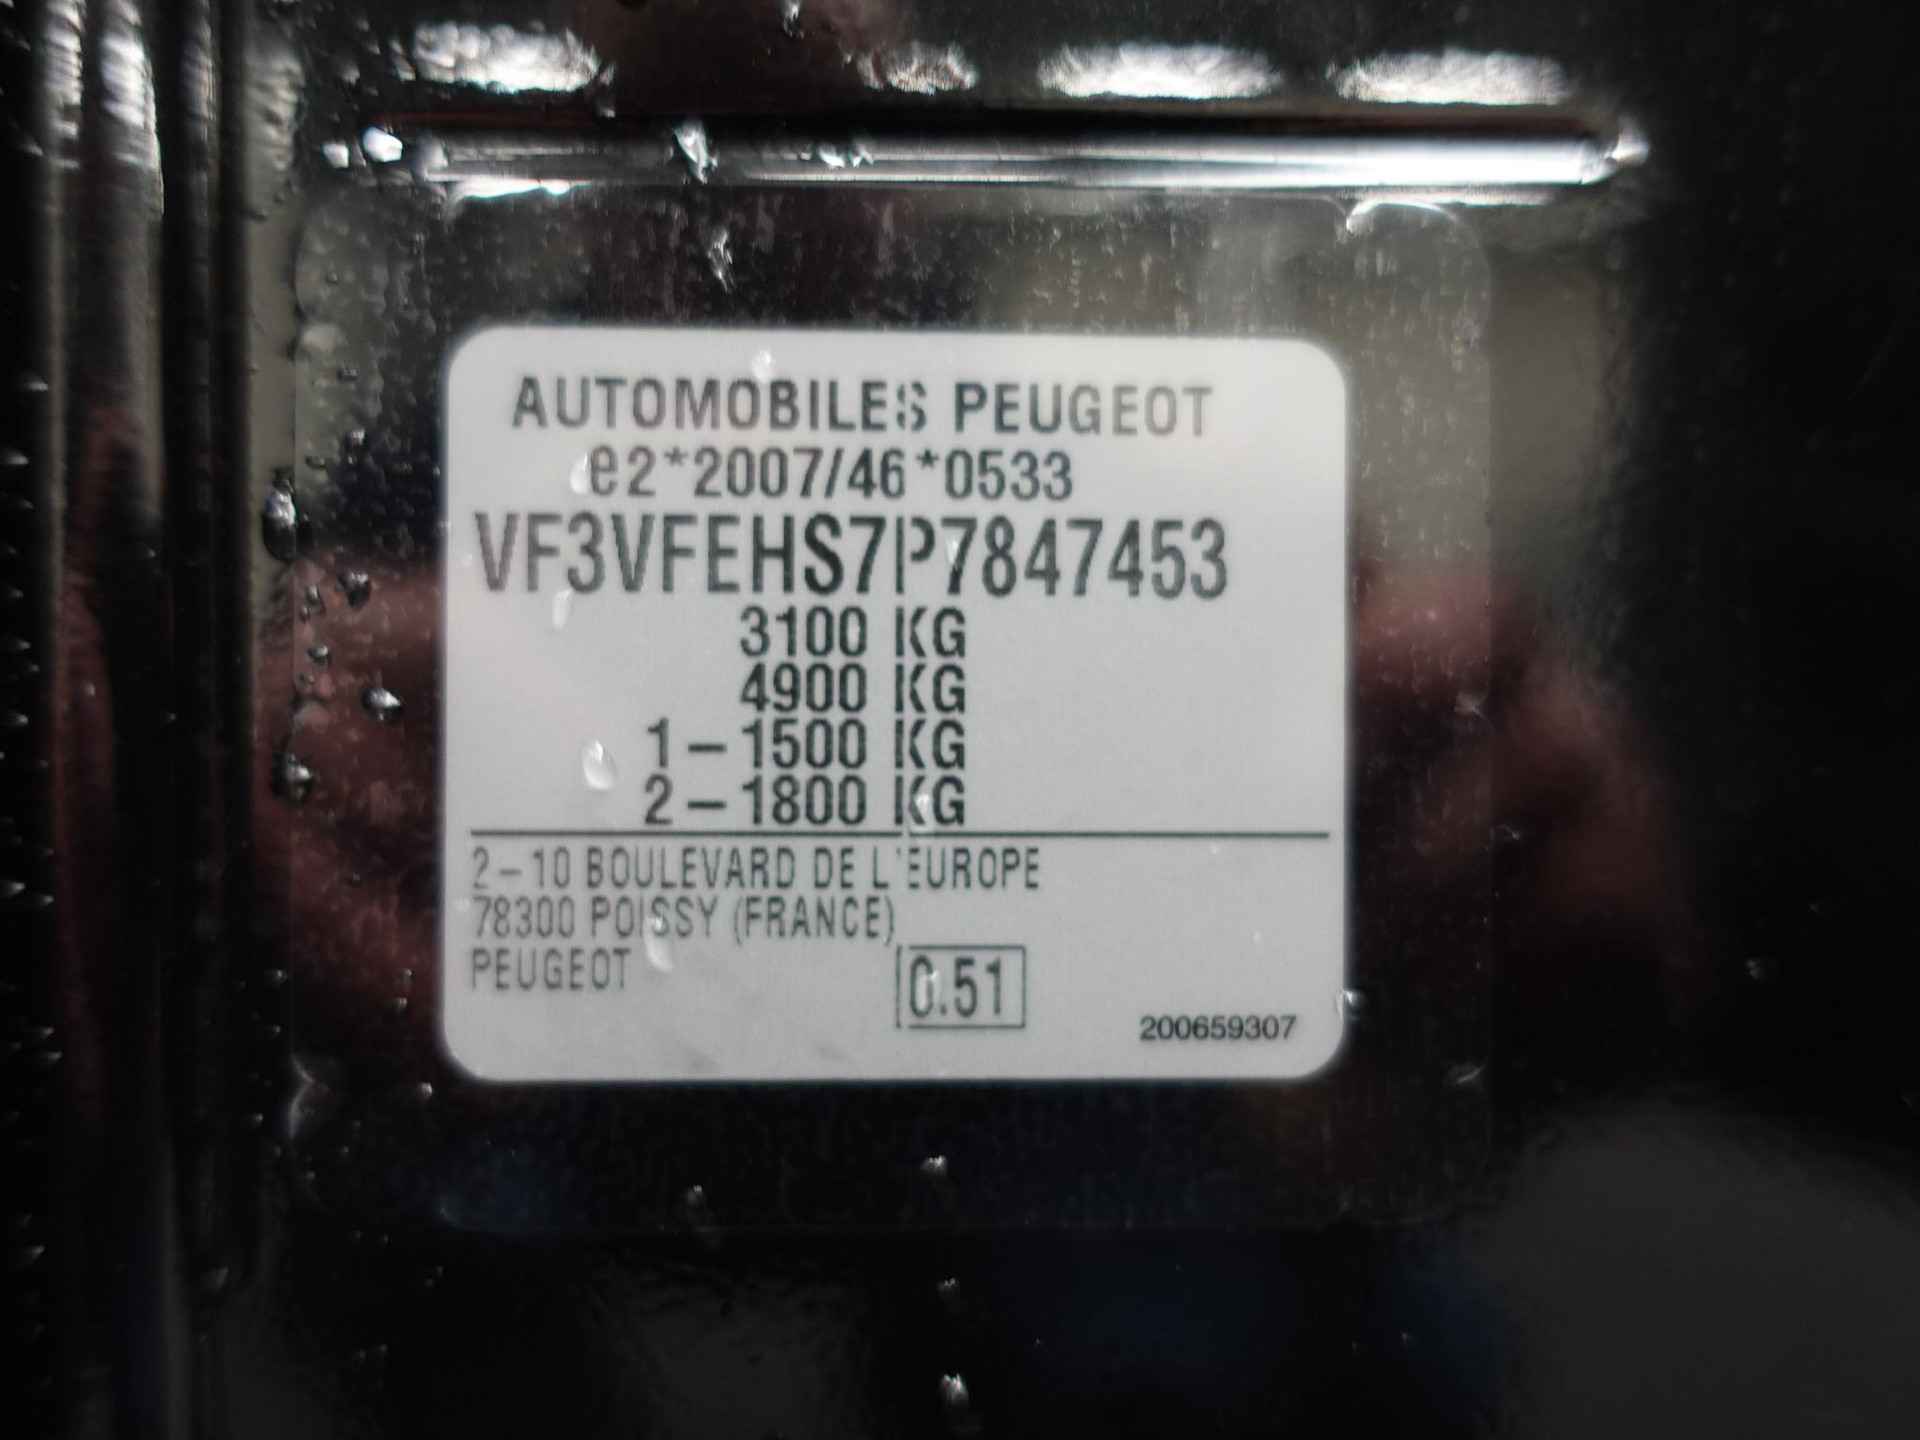 AUTOMOBILES PEUGEOT
e2*2007/46*0533
VF3VFEHS7P7847453
3100 KG
4900 KG
1-1500 KG
2-1800 KG
2-10 BOULEVARD DE L'EUROPE
78300 POISSY (FRANCE)
PEUGEOT
0.51
200659307